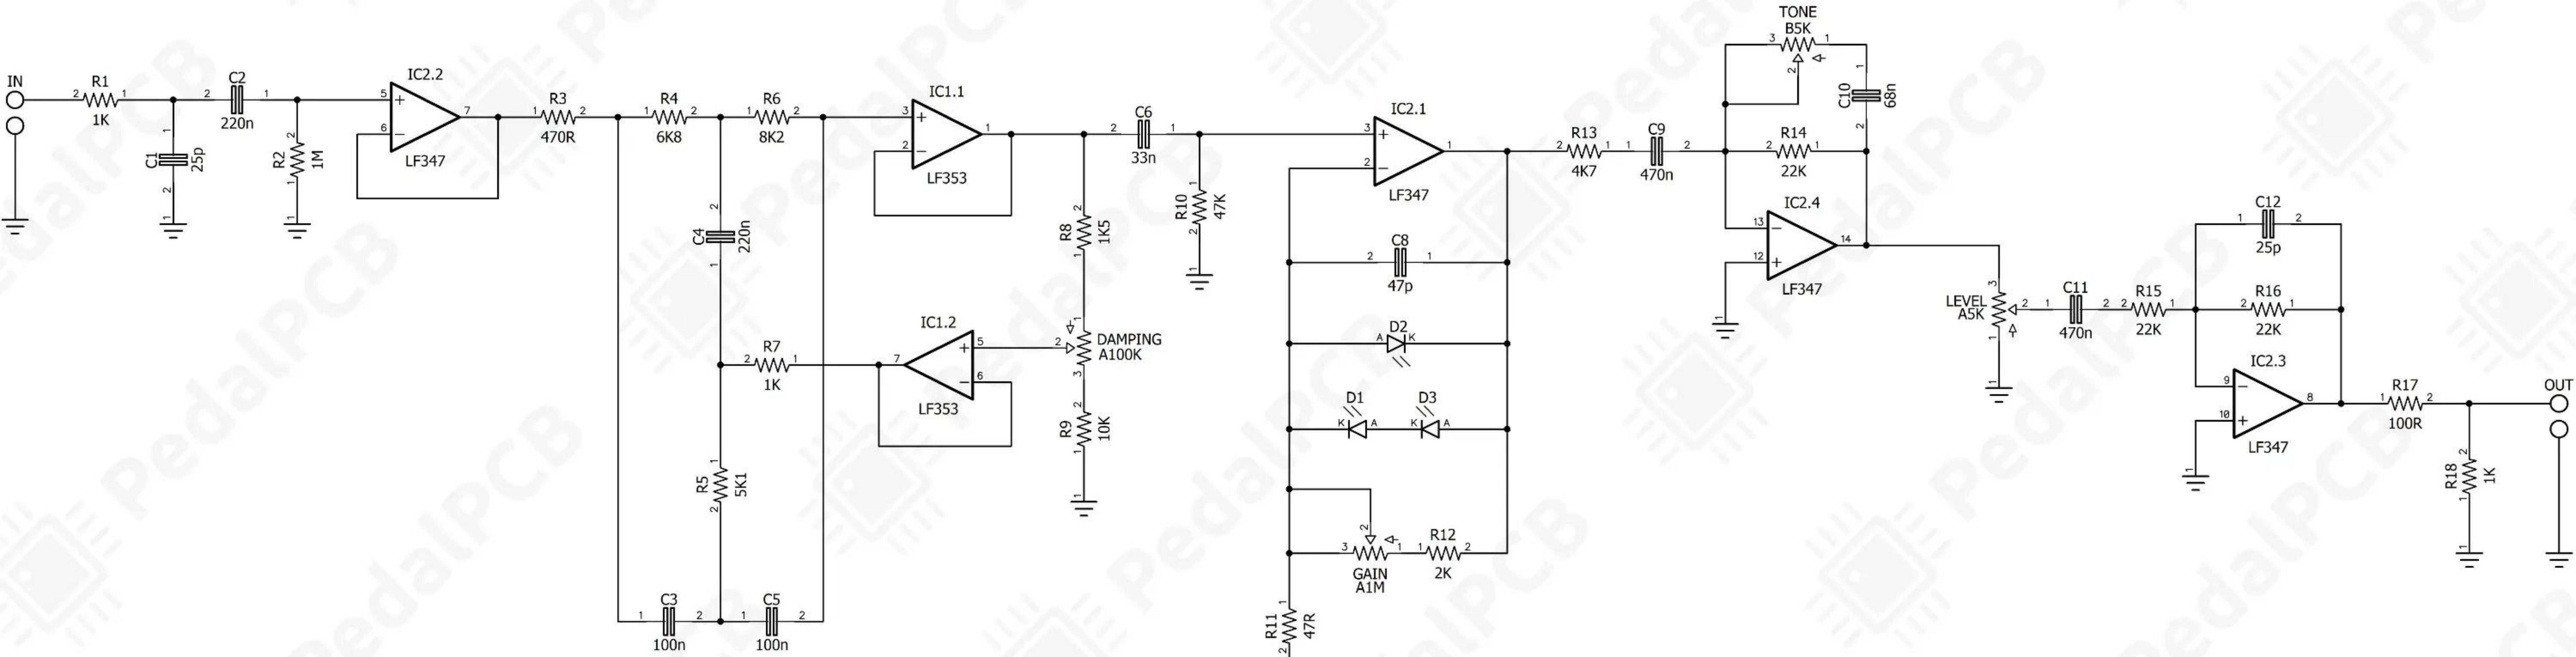 IN
R1
1K
C1
25p
C2
220n
R2
1M
IC2.2
LF347
R3
470R
R4
6K8
R6
8K2
C4
220n
R5
5K1
R7
1K
C3
100n
C5
100n
IC1.1
LF353
IC1.2
LF353
R8
1K5
DAMPING
A100K
R9
10K
C6
33n
R10
47K
IC2.1
LF347
C8
47p
D2
A K
D1
K A
D3
K A
GAIN
A1M
R12
2K
R11
47R
R13
4K7
C9
470n
TONE
B5K
C10
68n
R14
22K
IC2.4
LF347
LEVEL
A5K
C11
470n
R15
22K
C12
25p
R16
22K
IC2.3
LF347
R17
100R
R18
1K
OUT
PedalPCB